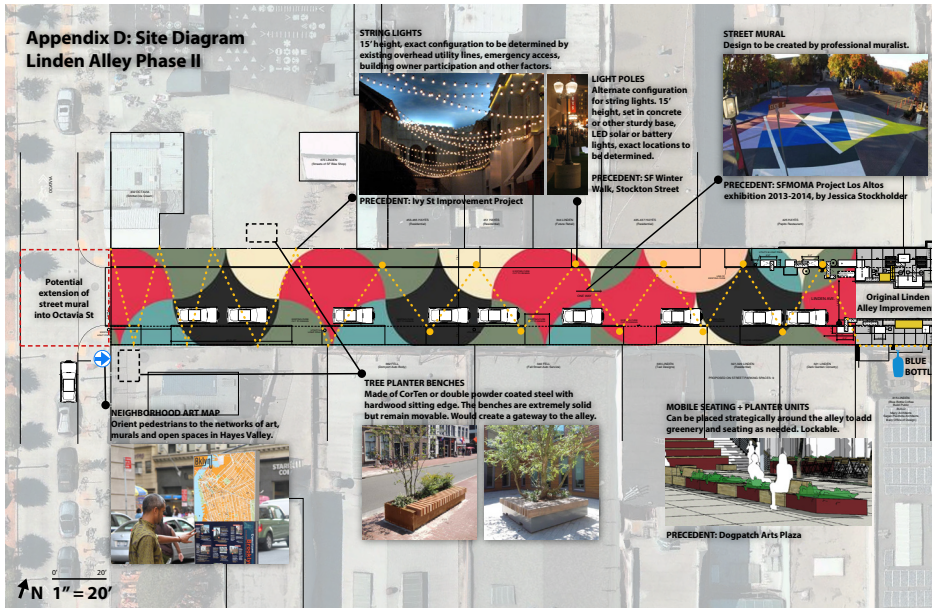 Appendix D: Site Diagram
Linden Alley Phase II
STRING LIGHTS
15' height, exact configuration to be determined by
existing overhead utility lines, emergency access,
building owner participation and other factors.
PRECEDENT: Ivy St Improvement Project
LIGHT POLES
Alternate configuration
for string lights. 15'
height, set in concrete
or other sturdy base,
LED solar or battery
lights, exact locations to
be determined.
PRECEDENT: SF Winter
Walk, Stockton Street
STREET MURAL
Design to be created by professional muralist.
PRECEDENT: SFMOMA Project Los Altos
exhibition 2013-2014, by Jessica Stockholder
OCTAVIA
Potential
extension of
street mural
into Octavia St
Original Linden
Alley Improvement
BLUE
BOTTL
NEIGHBORHOOD ART MAP
Orient pedestrians to the networks of art,
murals and open spaces in Hayes Valley.
TREE PLANTER BENCHES
Made of CorTen or double powder coated steel with
hardwood sitting edge. The benches are extremely solid
but remain movable. Would create a gateway to the alley.
MOBILE SEATING + PLANTER UNITS
Can be placed strategically around the alley to add
greenery and seating as needed. Lockable.
PRECEDENT: Dogpatch Arts Plaza
0' 20'
N 1” = 20'